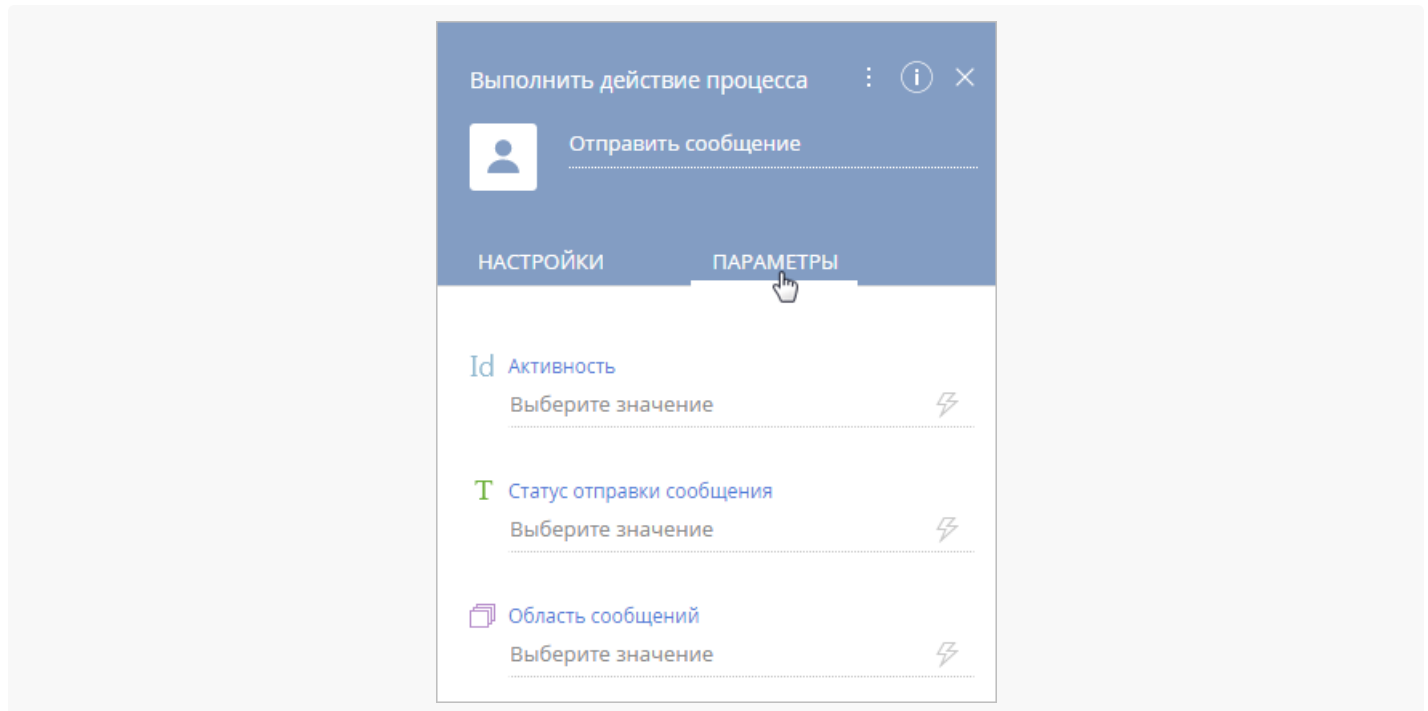 Выполнить действие процесса
Отправить сообщение
НАСТРОЙКИ ПАРАМЕТРЫ
Id Активность
Выберите значение
T Статус отправки сообщения
Выберите значение
Область сообщений
Выберите значение